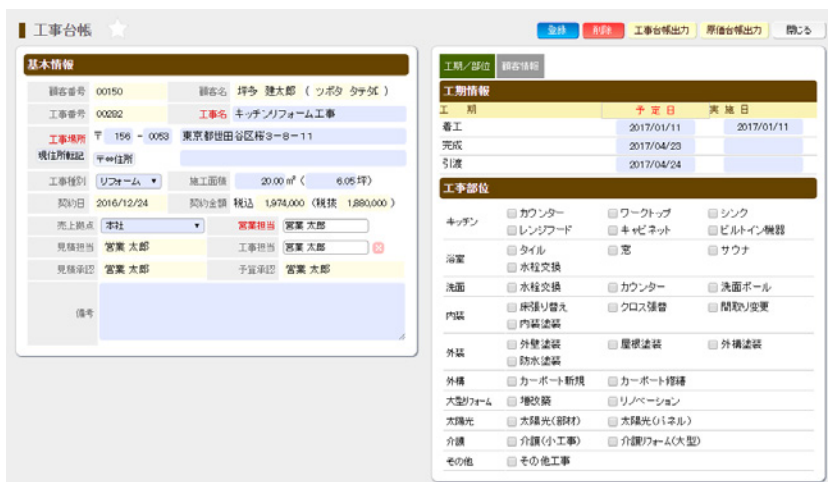 工事台帳
登録 削除 工事台帳出力 原価台帳出力 閉じる
基本情報
顧客番号 00150 顧客名 坪多 建太郎 ( ツボタ タテダ )
工事番号 00292 工事名 キッチンリフォーム工事
工事場所 〒 156 - 0053 東京都世田谷区桜3-8-11
現住所転記 〒⇔住所
工事種別 リフォーム 施工面積 20.00 ㎡ ( 6.05 坪)
契約日 2016/12/24 契約金額 税込 1,974,000 (税抜 1,880,000 )
売上拠点 本社 営業担当 営業 太郎
見積担当 営業 太郎 工事担当 営業 太郎
見積承認 営業 太郎 予算承認 営業 太郎
備考
工期/部位 顧客情報
工期情報
工 期 予 定 日 実 施 日
着工 2017/01/11 2017/01/11
完成 2017/04/23
引渡 2017/04/24
工事部位
キッチン カウンター ワークトップ シンク
レンジフード キャビネット ビルトイン機器
浴室 タイル 窓 サウナ
水栓交換
洗面 水栓交換 カウンター 洗面ボール
内装 床張り替え クロス張替 間取り変更
内装塗装
外装 外壁塗装 屋根塗装 外構塗装
防水塗装
外構 カーポート新規 カーポート修繕
大型リフォーム 増改築 リノベーション
太陽光 太陽光(部材) 太陽光(パネル)
介護 介護(小工事) 介護リフォーム(大型)
その他 その他工事